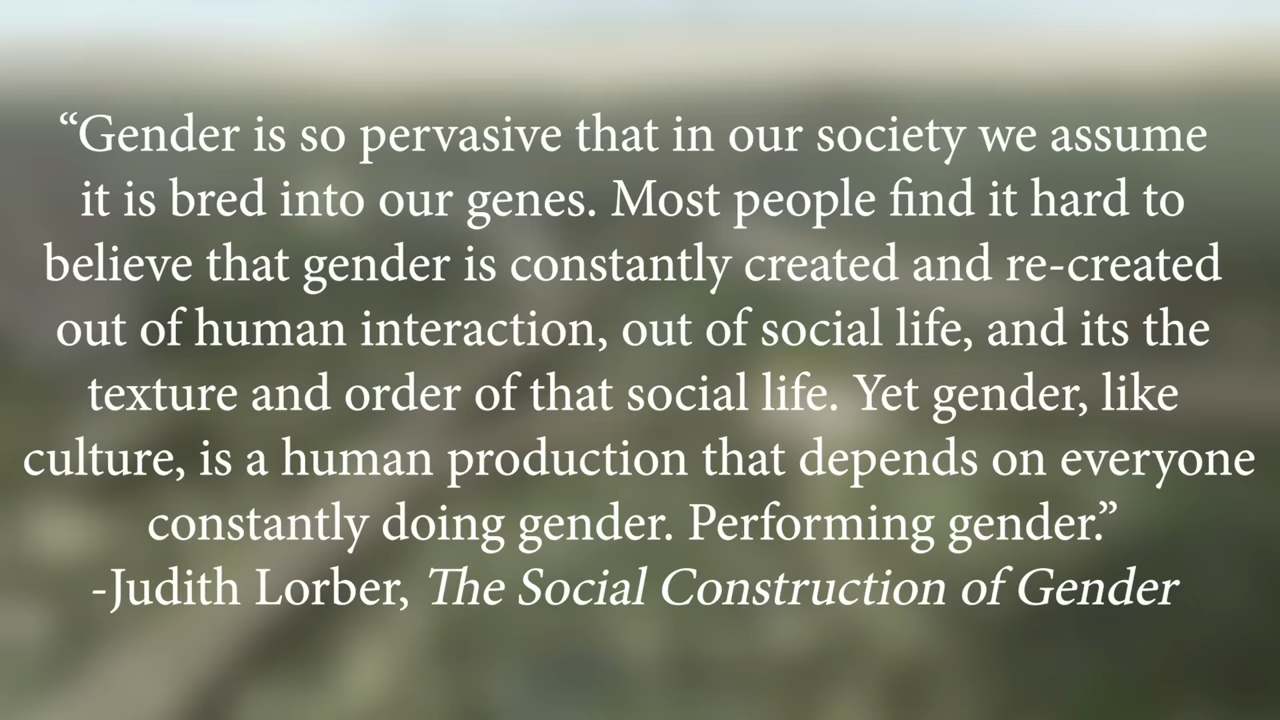 “Gender is so pervasive that in our society we assume
it is bred into our genes. Most people find it hard to
believe that gender is constantly created and re-created
out of human interaction, out of social life, and its the
texture and order of that social life. Yet gender, like
culture, is a human production that depends on everyone
constantly doing gender. Performing gender.”
-Judith Lorber, The Social Construction of Gender